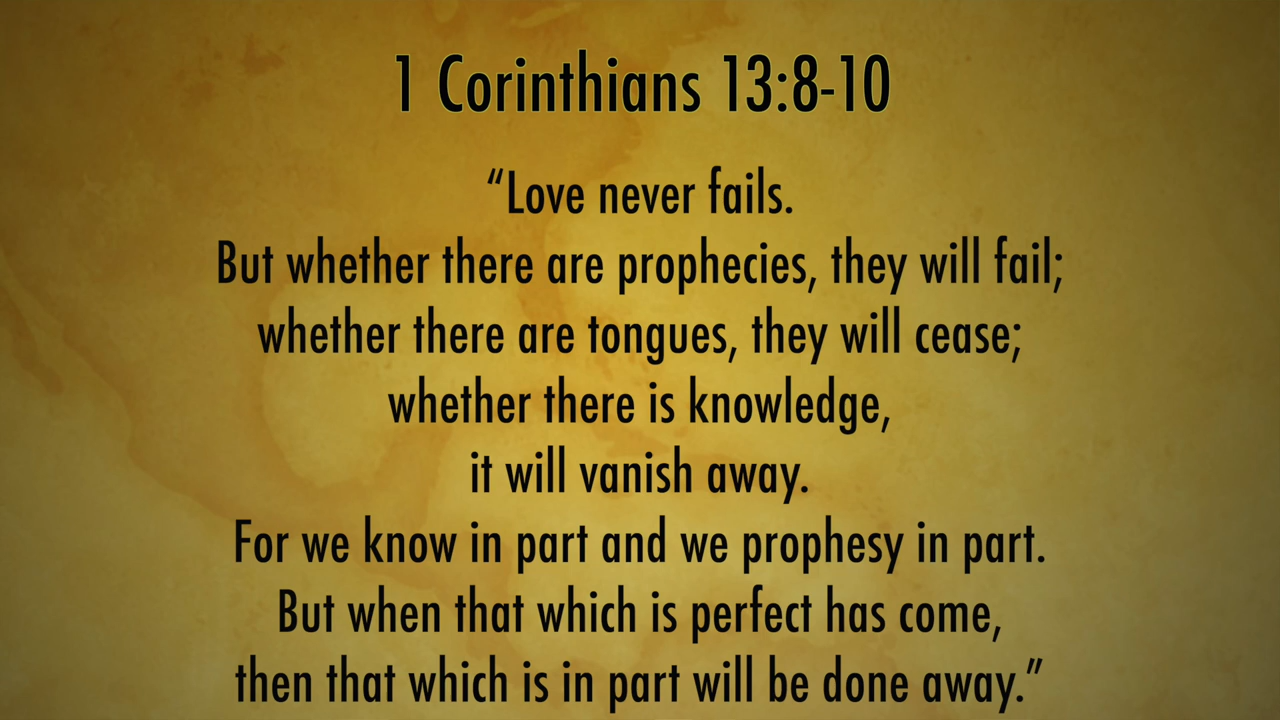 1 Corinthians 13:8-10
“Love never fails.
But whether there are prophecies, they will fail;
whether there are tongues, they will cease;
whether there is knowledge,
it will vanish away.
For we know in part and we prophesy in part.
But when that which is perfect has come,
then that which is in part will be done away.”